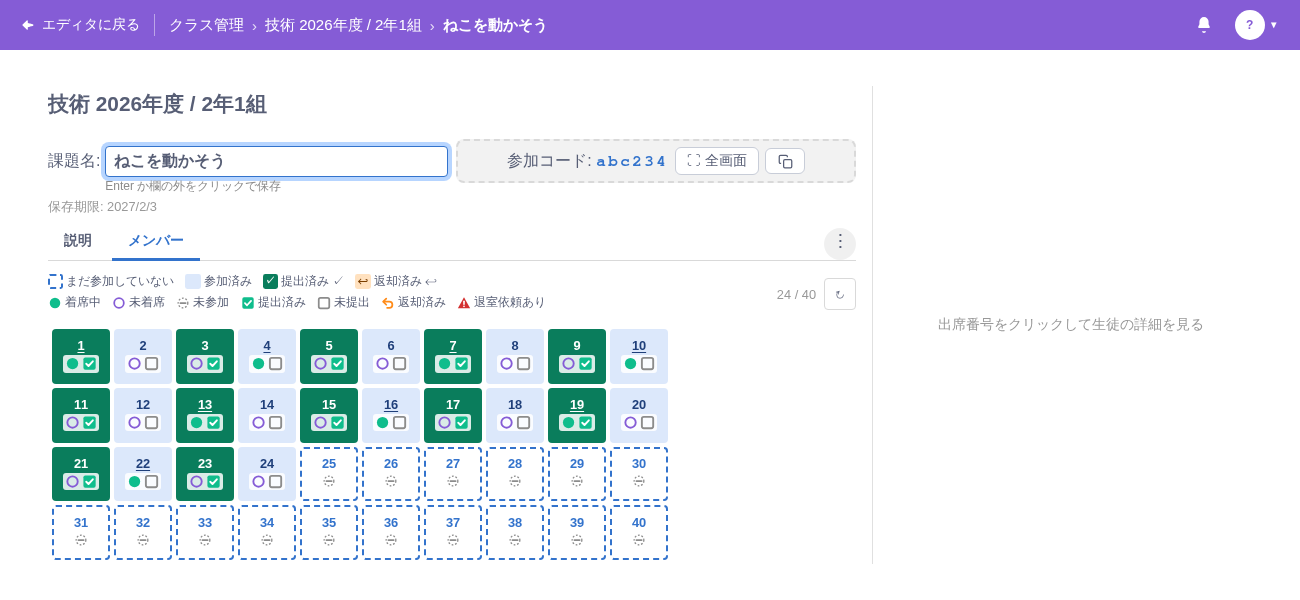 エディタに戻る クラス管理 › 技術 2026年度 / 2年1組 › ねこを動かそう ? ▼
技術 2026年度 / 2年1組
課題名: ねこを動かそう 参加コード: abc234 全画面
Enter か欄の外をクリックで保存
保存期限: 2027/2/3
説明 メンバー
まだ参加していない 参加済み 提出済み ✓ 返却済み ↩
着席中 未着席 未参加 提出済み 未提出 返却済み 退室依頼あり
24 / 40
出席番号をクリックして生徒の詳細を見る
1 2 3 4 5 6 7 8 9 10
11 12 13 14 15 16 17 18 19 20
21 22 23 24 25 26 27 28 29 30
31 32 33 34 35 36 37 38 39 40